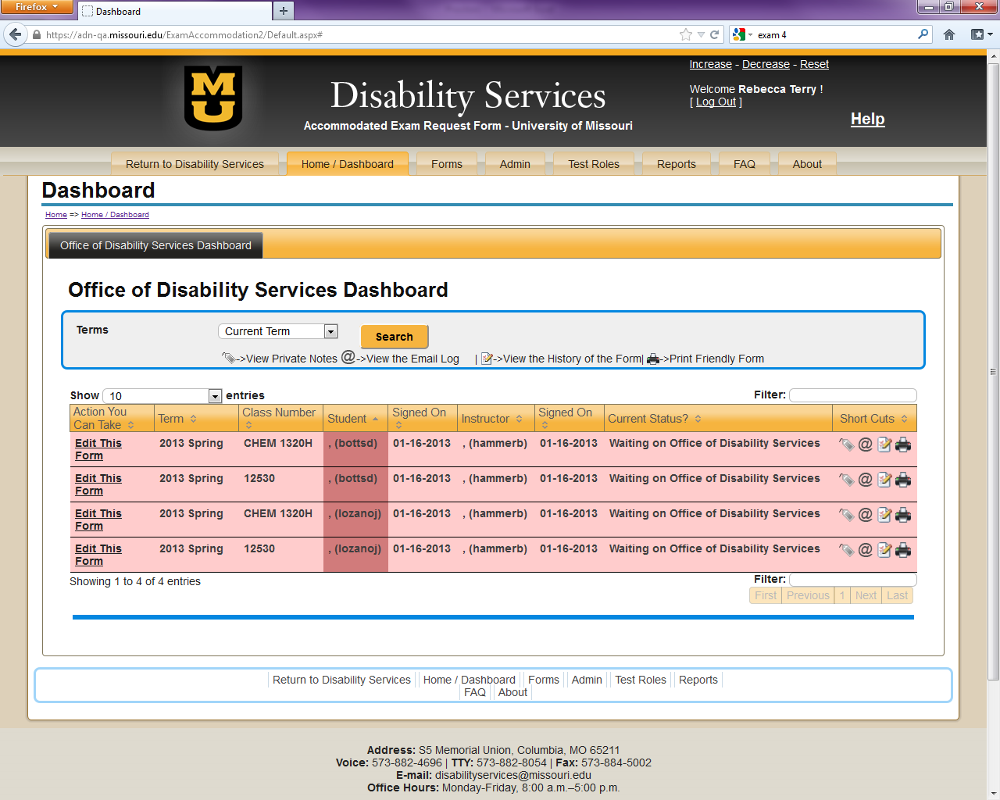 Firefox
Dashboard
https://adn-qa.missouri.edu/ExamAccommodation2/Default.aspx#
exam 4
MU
Disability Services
Accommodated Exam Request Form - University of Missouri
Increase - Decrease - Reset
Welcome Rebecca Terry !
[ Log Out ]
Help
Return to Disability Services Home / Dashboard Forms Admin Test Roles Reports FAQ About
Dashboard
Home => Home / Dashboard
Office of Disability Services Dashboard
Office of Disability Services Dashboard
Terms Current Term Search
->View Private Notes @->View the Email Log | ->View the History of the Form| ->Print Friendly Form
Show 10 entries Filter:
Action You Can Take Term Class Number Student Signed On Instructor Signed On Current Status? Short Cuts
Edit This Form 2013 Spring CHEM 1320H , (bottsd) 01-16-2013 , (hammerb) 01-16-2013 Waiting on Office of Disability Services @
Edit This Form 2013 Spring 12530 , (bottsd) 01-16-2013 , (hammerb) 01-16-2013 Waiting on Office of Disability Services @
Edit This Form 2013 Spring CHEM 1320H , (lozanoj) 01-16-2013 , (hammerb) 01-16-2013 Waiting on Office of Disability Services @
Edit This Form 2013 Spring 12530 , (lozanoj) 01-16-2013 , (hammerb) 01-16-2013 Waiting on Office of Disability Services @
Showing 1 to 4 of 4 entries Filter:
First Previous 1 Next Last
Return to Disability Services Home / Dashboard Forms Admin Test Roles Reports
FAQ About
Address: S5 Memorial Union, Columbia, MO 65211
Voice: 573-882-4696 | TTY: 573-882-8054 | Fax: 573-884-5002
E-mail: disabilityservices@missouri.edu
Office Hours: Monday-Friday, 8:00 a.m.–5:00 p.m.